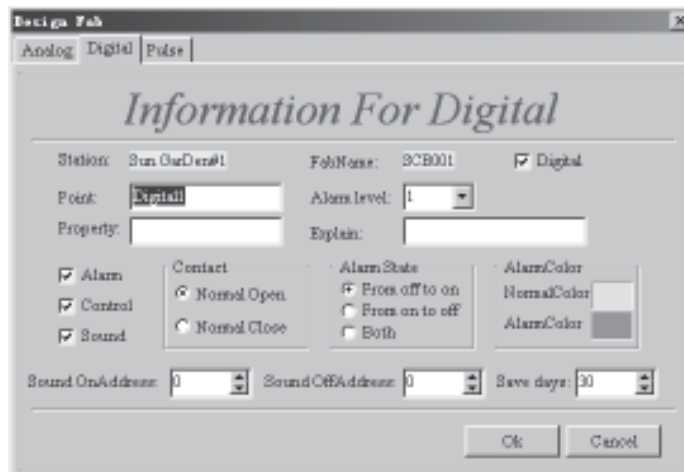 Design Fab
Analog Digital Pulse
Information For Digital
Station: Sun GarDen#1 FabName: SCB001 Digital
Point: Digital1 Alarm level: 1
Property: Explain:
Alarm Contact Alarm State AlarmColor
Normal Open From off to on NormalColor
Control From on to off
Sound Normal Close Both AlarmColor
Sound OnAddress: 0 Sound OffAddress: 0 Save days: 30
Ok Cancel